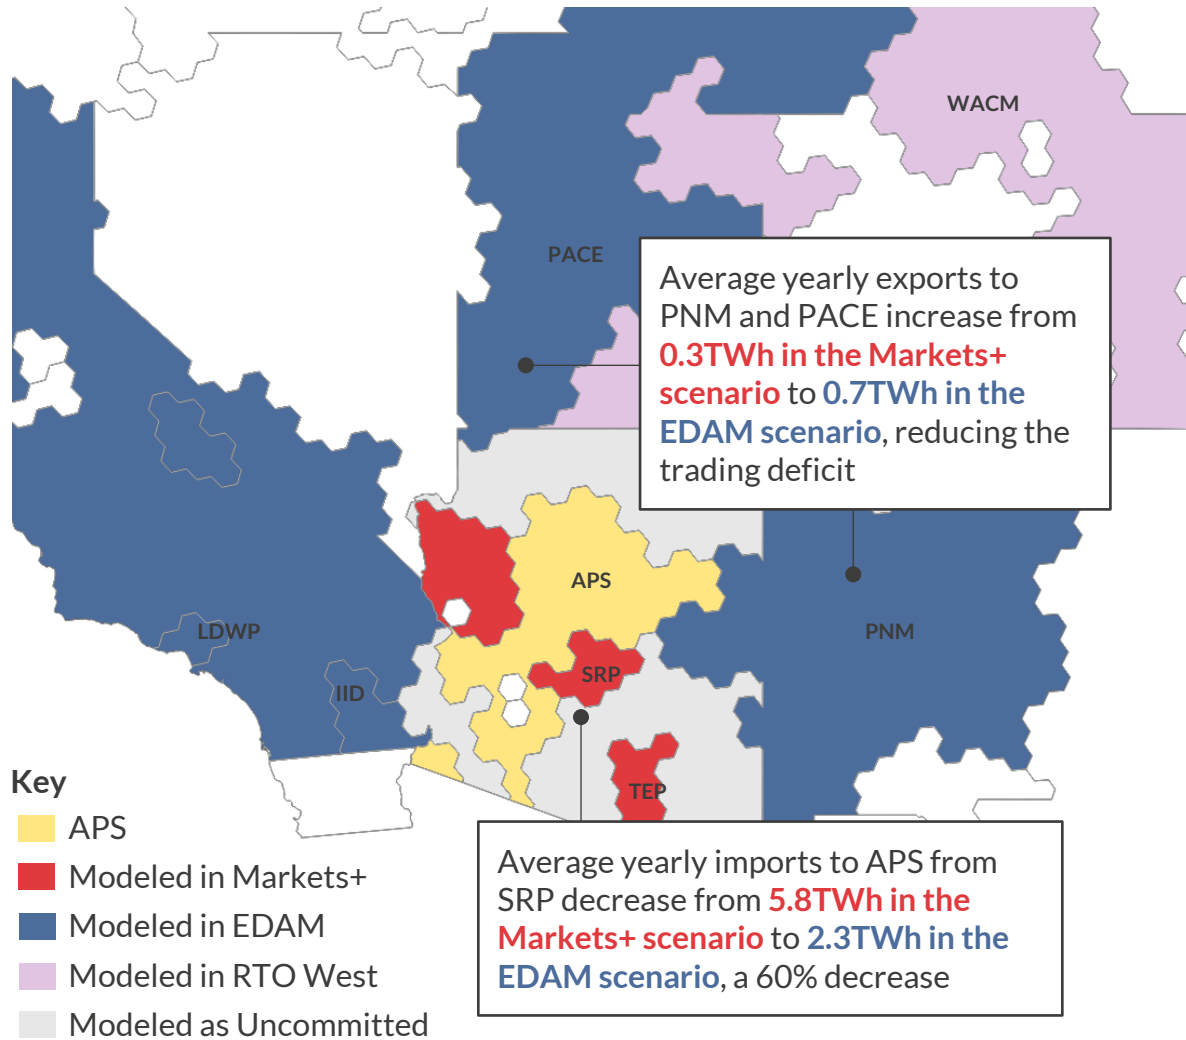 WACM
PACE
Average yearly exports to
PNM and PACE increase from
0.3TWh in the Markets+
scenario to 0.7TWh in the
EDAM scenario, reducing the
trading deficit
APS
LDWP
PNM
SRP
IID
TEP
Key
APS
Modeled in Markets+
Modeled in EDAM
Modeled in RTO West
Modeled as Uncommitted
Average yearly imports to APS from
SRP decrease from 5.8TWh in the
Markets+ scenario to 2.3TWh in the
EDAM scenario, a 60% decrease